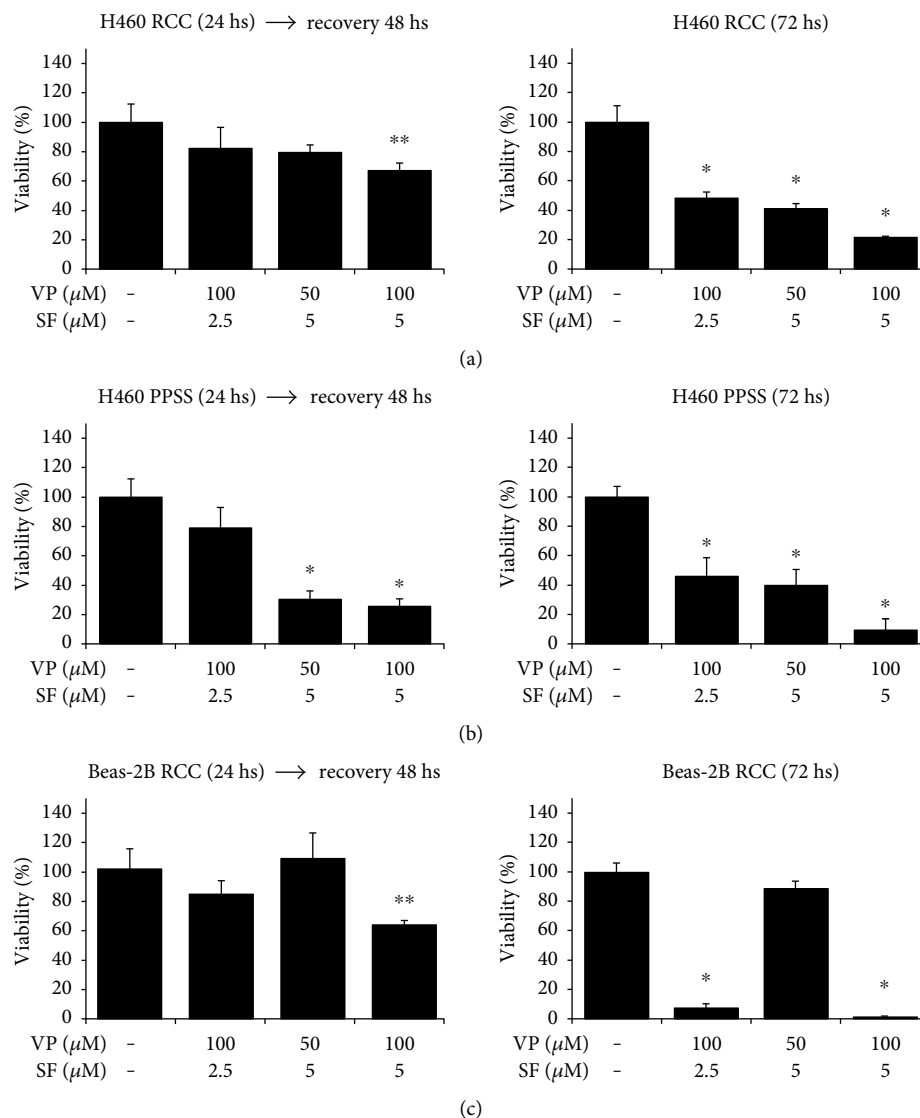 H460 RCC (24 hs) → recovery 48 hs
Viability (%)
140
120
100
80
60
40
20
0
**
VP (μM) – 100 50 100
SF (μM) – 2.5 5 5
H460 RCC (72 hs)
Viability (%)
140
120
100
80
60
40
20
0
* * *
VP (μM) – 100 50 100
SF (μM) – 2.5 5 5
(a)
H460 PPSS (24 hs) → recovery 48 hs
Viability (%)
140
120
100
80
60
40
20
0
* *
VP (μM) – 100 50 100
SF (μM) – 2.5 5 5
H460 PPSS (72 hs)
Viability (%)
140
120
100
80
60
40
20
0
* * *
VP (μM) – 100 50 100
SF (μM) – 2.5 5 5
(b)
Beas-2B RCC (24 hs) → recovery 48 hs
Viability (%)
140
120
100
80
60
40
20
0
**
VP (μM) – 100 50 100
SF (μM) – 2.5 5 5
Beas-2B RCC (72 hs)
Viability (%)
140
120
100
80
60
40
20
0
* *
VP (μM) – 100 50 100
SF (μM) – 2.5 5 5
(c)